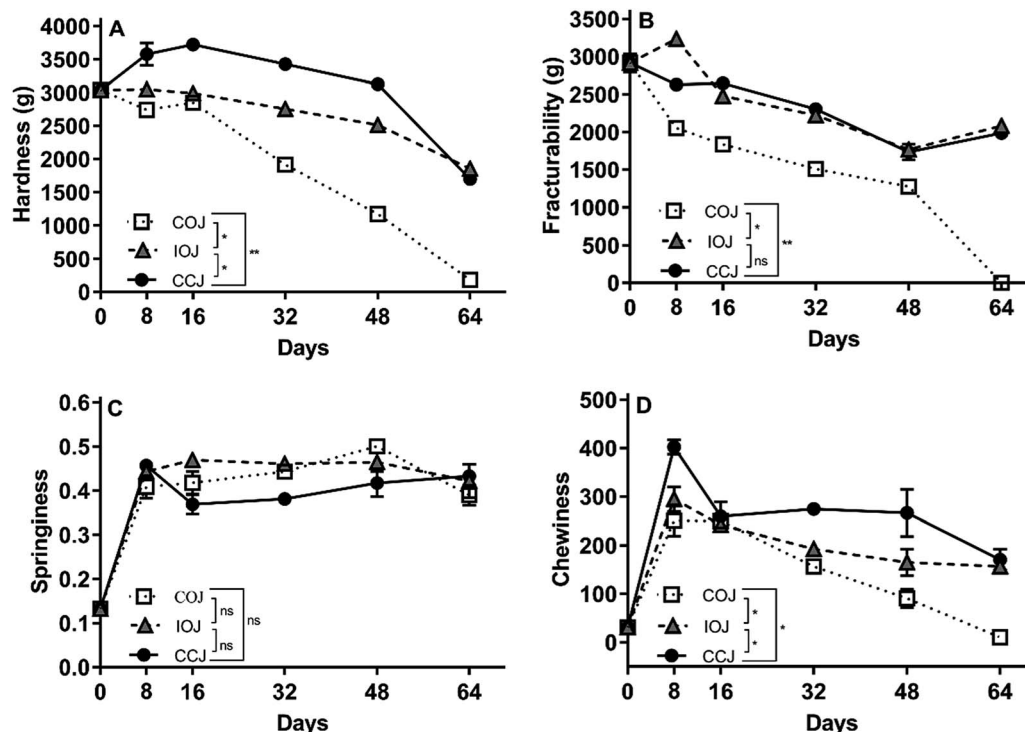 A
Hardness (g)
4000
3500
3000
2500
2000
1500
1000
500
0
COJ
IOJ
CCJ
*
*
**
0 8 16 32 48 64
Days
B
Fracturability (g)
3500
3000
2500
2000
1500
1000
500
0
COJ
IOJ
CCJ
*
ns
**
0 8 16 32 48 64
Days
C
Springiness
0.6
0.5
0.4
0.3
0.2
0.1
0.0
COJ
IOJ
CCJ
ns
ns
ns
0 8 16 32 48 64
Days
D
Chewiness
500
400
300
200
100
0
COJ
IOJ
CCJ
*
*
*
0 8 16 32 48 64
Days